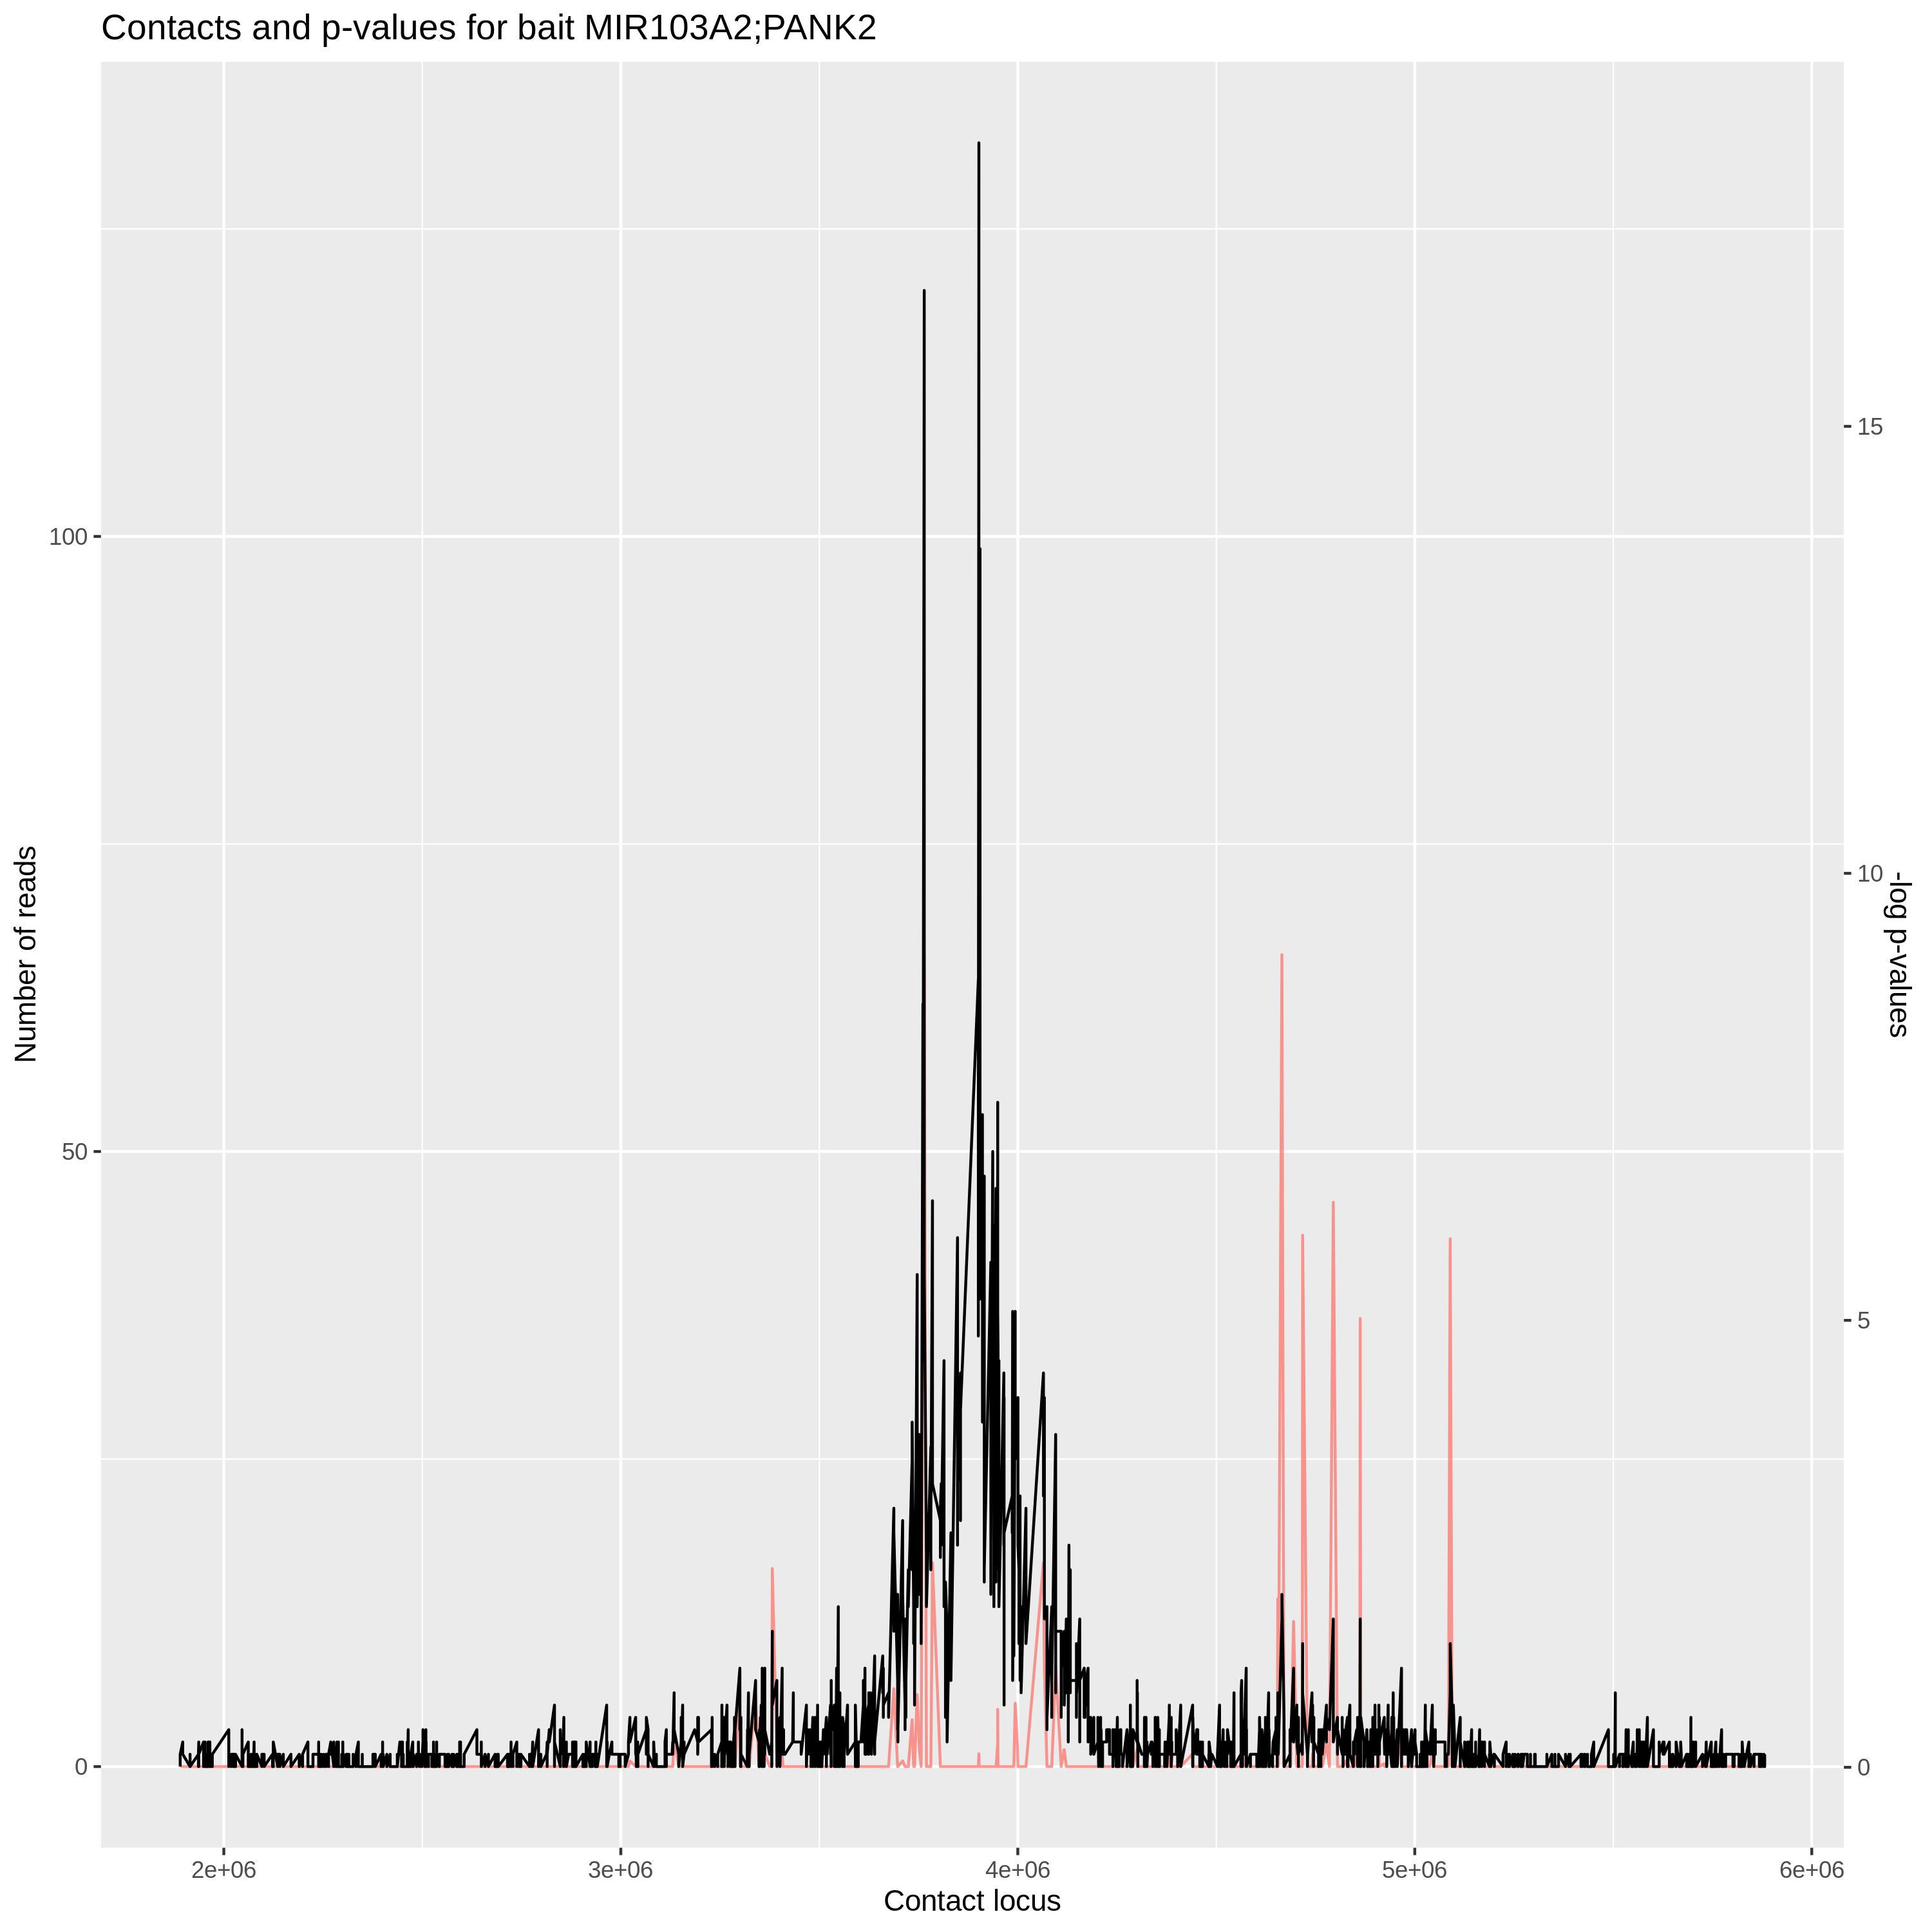 Contacts and p-values for bait MIR103A2;PANK2
Number of reads
100
50
0
15
10
5
0
-log p-values
2e+06
3e+06
4e+06
5e+06
6e+06
Contact locus